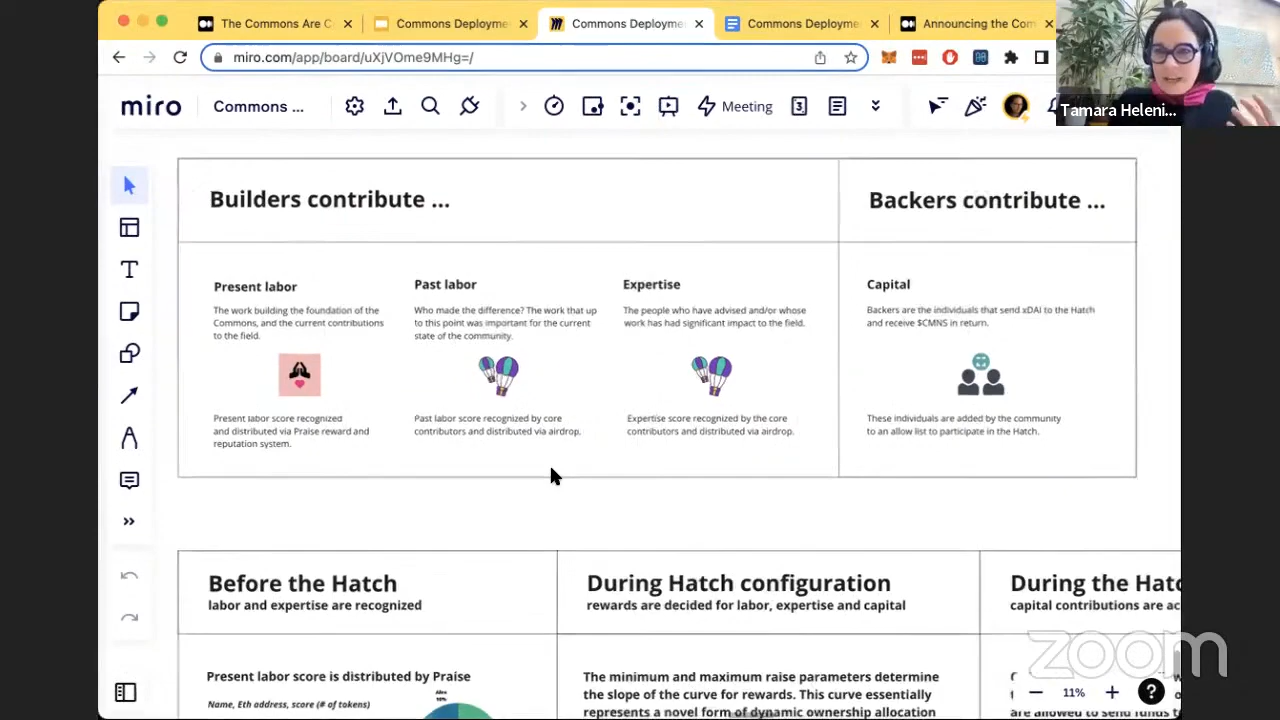 The Commons Are C
Commons Deployme
Commons Deployme
Commons Deployme
Announcing the Com
miro.com/app/board/uXjVOme9MHg=/
Tamara Heleni...
miro
Commons ...
Meeting
3
Builders contribute ...
Backers contribute ...
Present labor
The work building the foundation of the
Commons, and the current contributions
to the field.
Present labor score recognized
and distributed via Praise reward and
reputation system.
Past labor
Who made the difference? The work that up
to this point was important for the current
state of the community.
Past labor score recognized by core
contributors and distributed via airdrop.
Expertise
The people who have advised and/or whose
work has had significant impact to the field.
Expertise score recognized by the core
contributors and distributed via airdrop.
Capital
Backers are the individuals that send xDAI to the Hatch
and receive $CMNS in return.
These individuals are added by the community
to an allow list to participate in the Hatch.
Before the Hatch
labor and expertise are recognized
During Hatch configuration
rewards are decided for labor, expertise and capital
During the Hatc
capital contributions are ac
Present labor score is distributed by Praise
Name, Eth address, score (# of tokens)
The minimum and maximum raise parameters determine
the slope of the curve for rewards. This curve essentially
represents a novel form of dynamic ownership allocation
are allowed to send funds t
zoom
11%
?